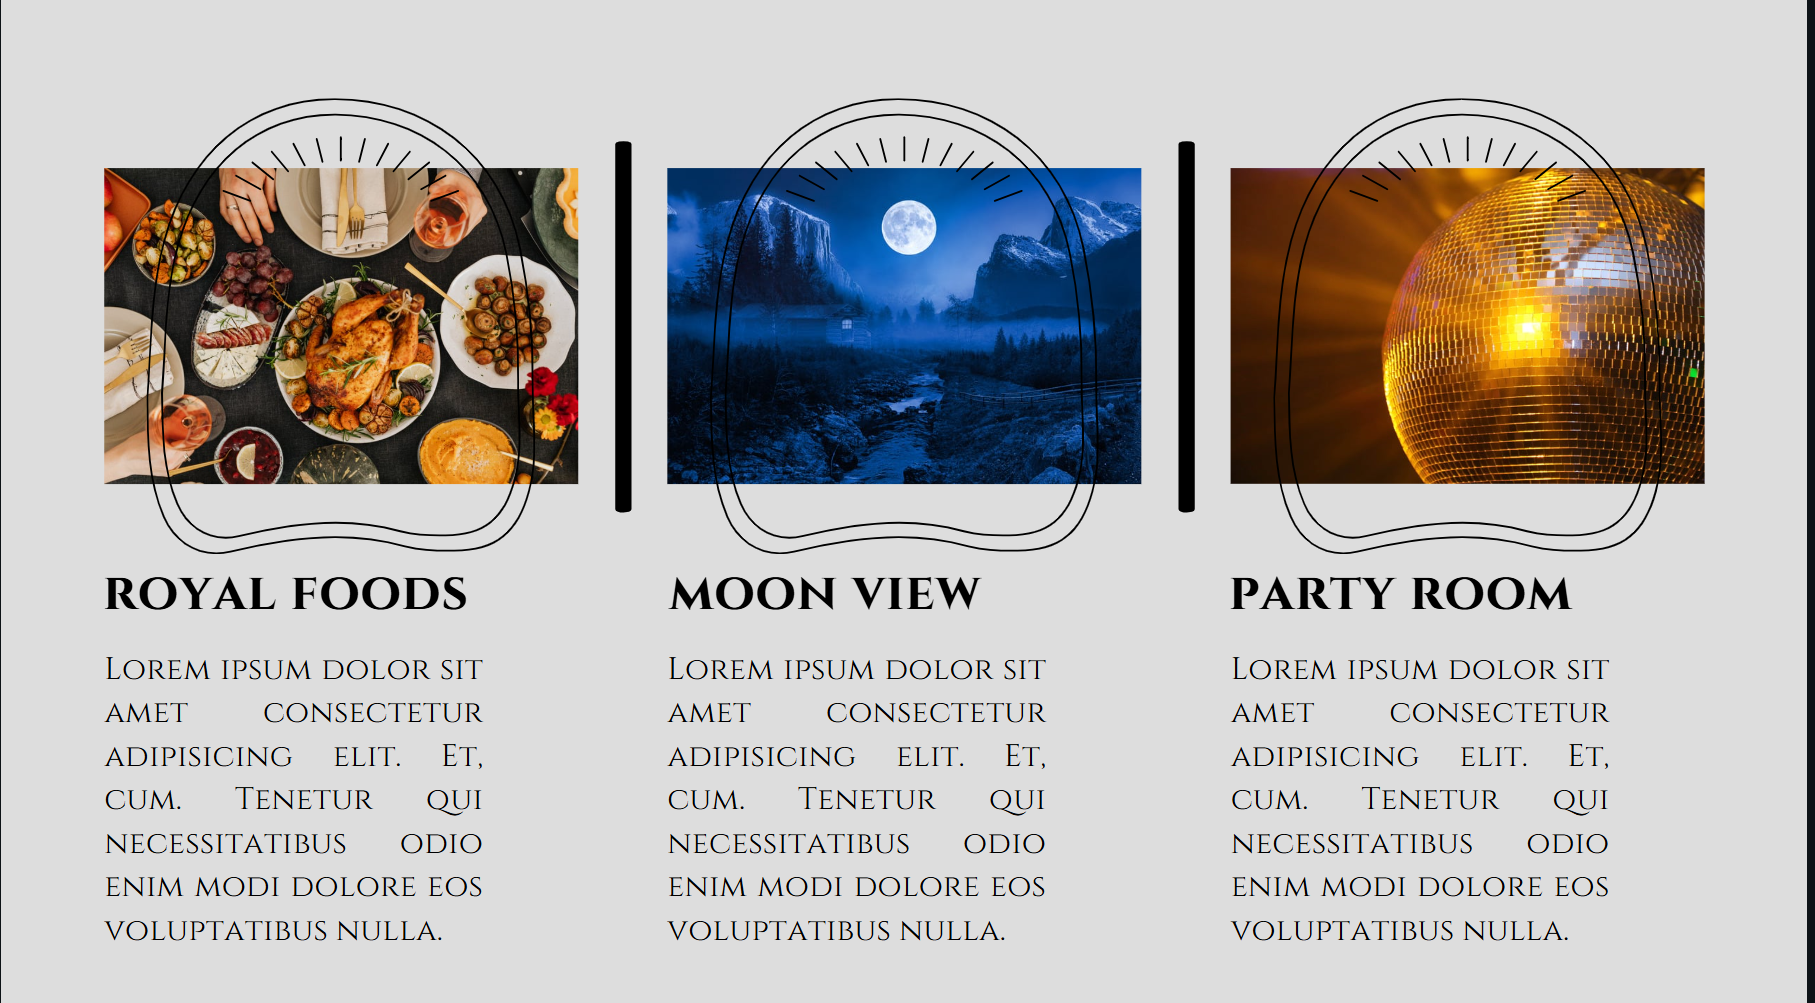 ROYAL FOODS
LOREM IPSUM DOLOR SIT
AMET CONSECTETUR
ADIPISICING ELIT. ET,
CUM. TENETUR QUI
NECESSITATIBUS ODIO
ENIM MODI DOLORE EOS
VOLUPTATIBUS NULLA.
MOON VIEW
LOREM IPSUM DOLOR SIT
AMET CONSECTETUR
ADIPISICING ELIT. ET,
CUM. TENETUR QUI
NECESSITATIBUS ODIO
ENIM MODI DOLORE EOS
VOLUPTATIBUS NULLA.
PARTY ROOM
LOREM IPSUM DOLOR SIT
AMET CONSECTETUR
ADIPISICING ELIT. ET,
CUM. TENETUR QUI
NECESSITATIBUS ODIO
ENIM MODI DOLORE EOS
VOLUPTATIBUS NULLA.